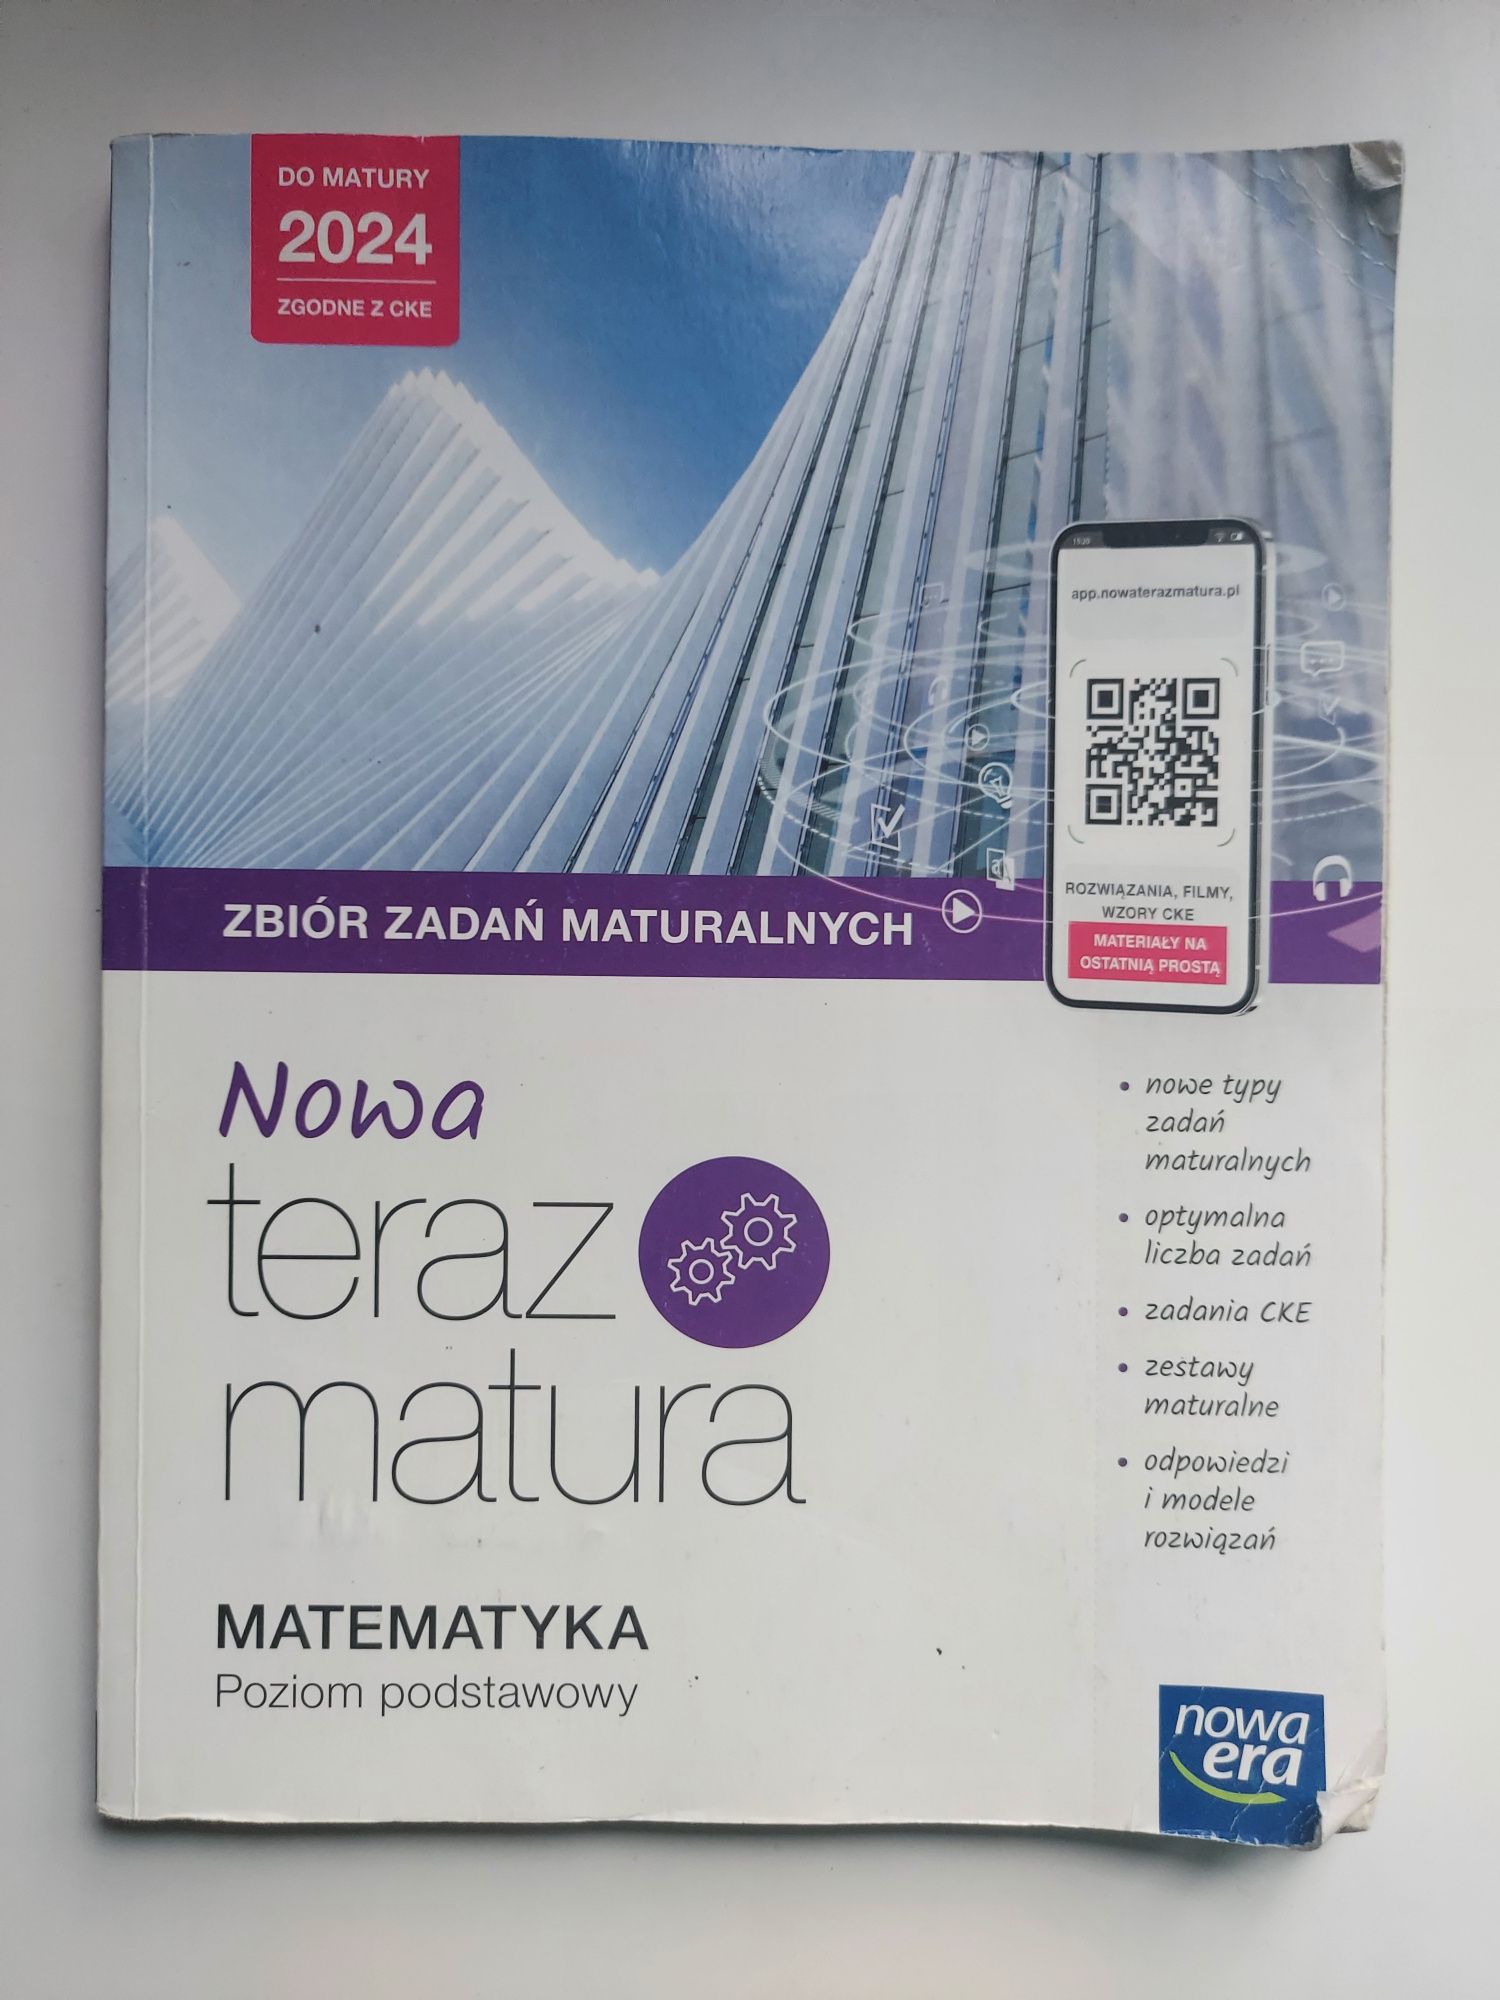 DO MATURY
2024
ZGODNE Z CKE
15:20
app.nowaterazmatura.pl
ROZWIĄZANIA, FILMY,
WZORY CKE
MATERIAŁY NA
OSTATNIĄ PROSTĄ
ZBIÓR ZADAŃ MATURALNYCH
Nowa
teraz
matura
MATEMATYKA
Poziom podstawowy
• nowe typy
zadań
maturalnych
• optymalna
liczba zadań
• zadania CKE
• zestawy
maturalne
• odpowiedzi
i modele
rozwiązań
nowa
era